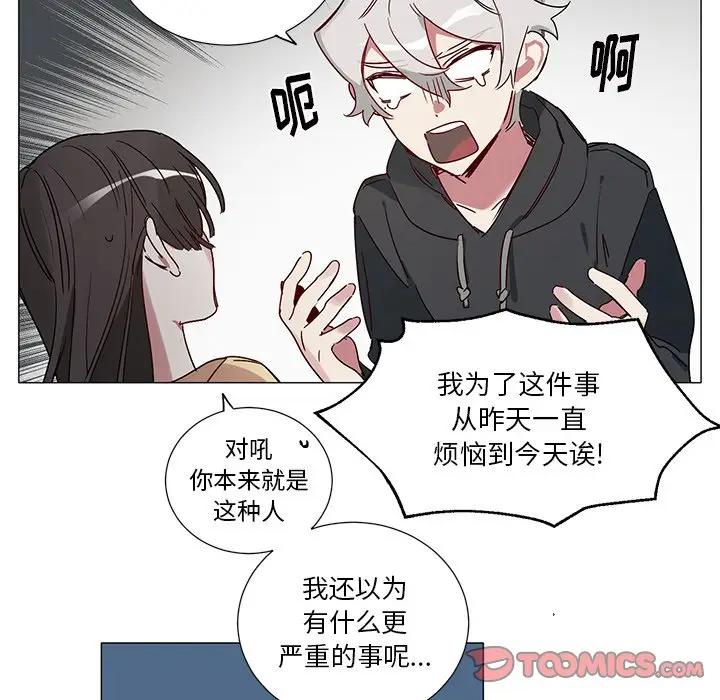 呃
啊
我为了这件事
从昨天一直
烦恼到今天诶!
对吼
你本来就是
这种人
我还以为
有什么更
严重的事呢...
TOOMICS.COM